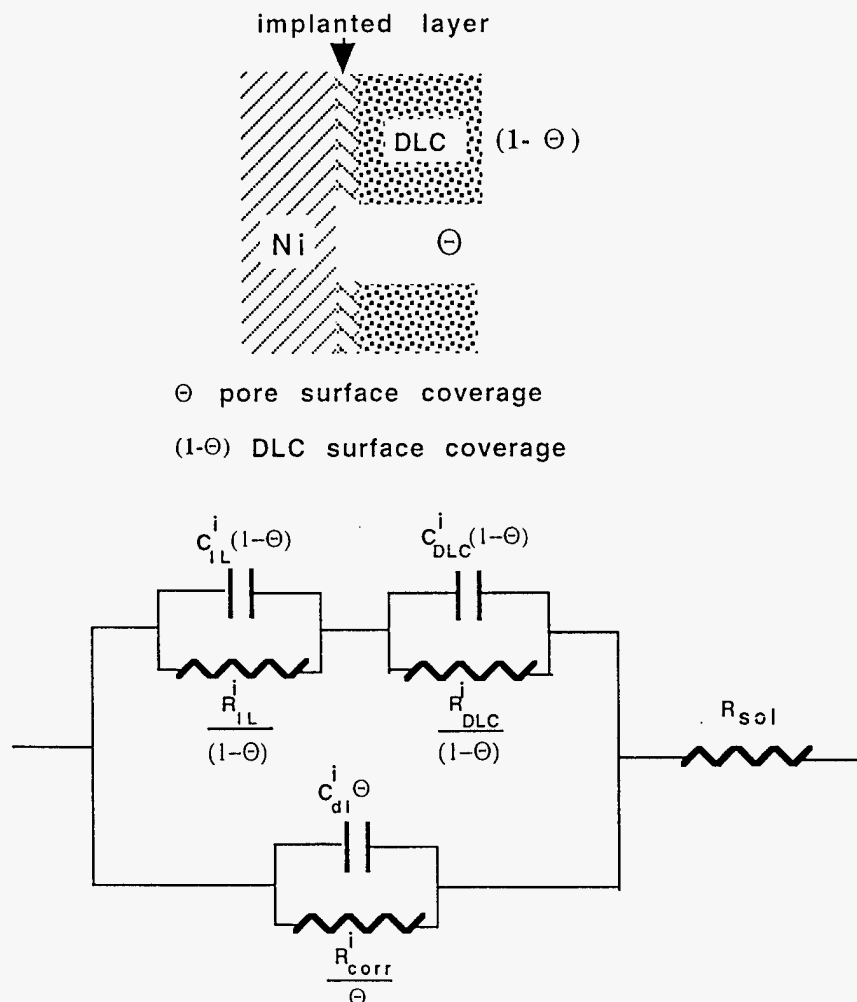 implanted layer
DLC
(1- Θ)
Ni
Θ
Θ pore surface coverage
(1-Θ) DLC surface coverage
C^i_IL(1-Θ)
C^i_DLC(1-Θ)
R^i_IL
(1-Θ)
R^i_DLC
(1-Θ)
R_sol
C^i_dl Θ
R^i_corr
Θ